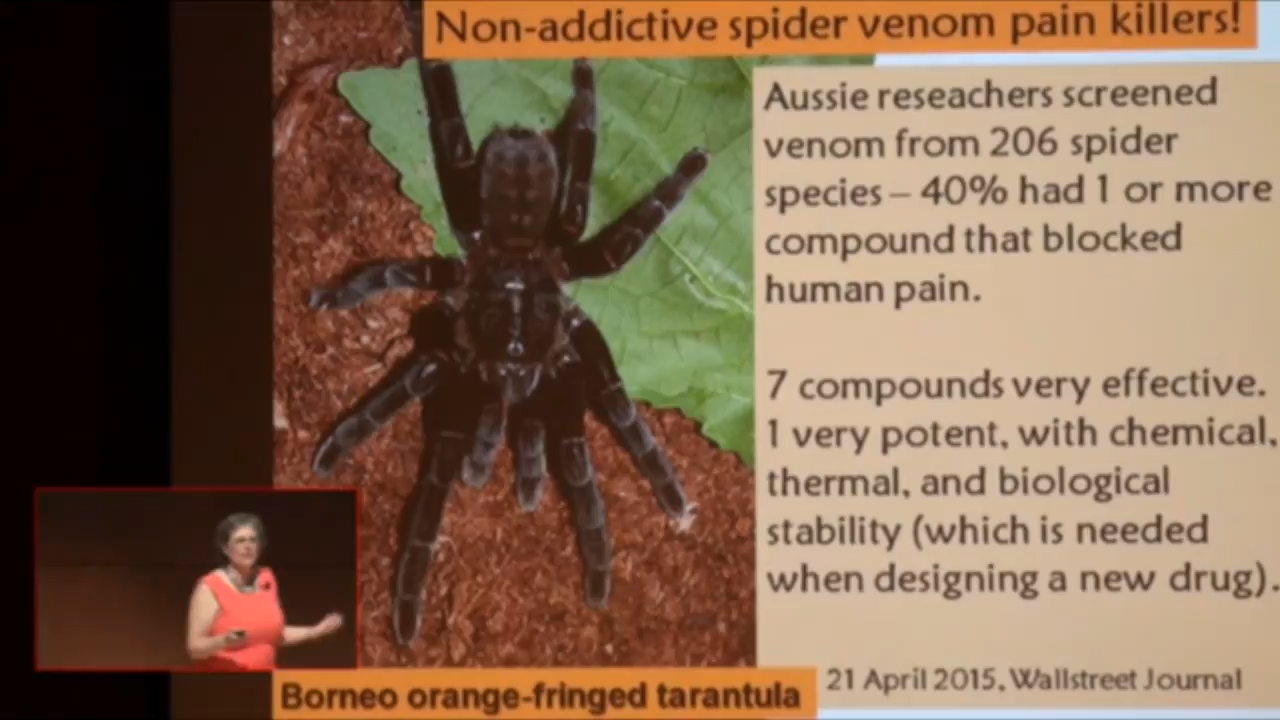 Non-addictive spider venom pain killers!
Aussie reseachers screened
venom from 206 spider
species – 40% had 1 or more
compound that blocked
human pain.
7 compounds very effective.
1 very potent, with chemical,
thermal, and biological
stability (which is needed
when designing a new drug).
21 April 2015, Wallstreet Journal
Borneo orange-fringed tarantula